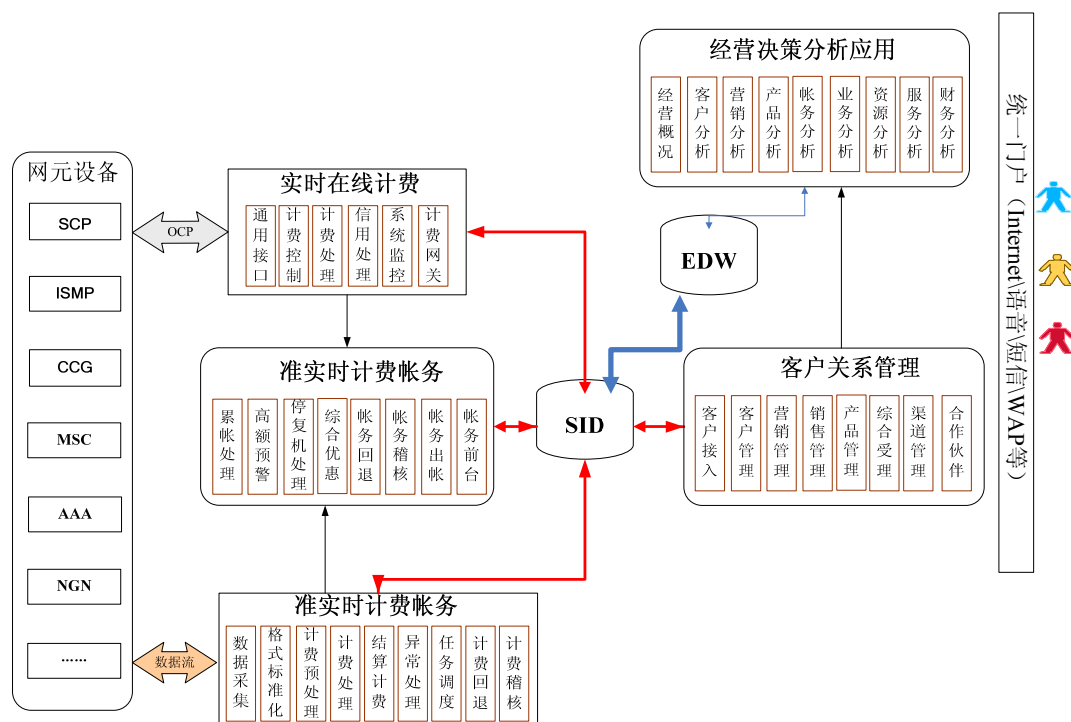 网元设备
SCP
ISMP
CCG
MSC
AAA
NGN
......
OCP
数据流
实时在线计费
通用接口
计费控制
计费处理
信用处理
系统监控
计费网关
准实时计费帐务
累帐处理
高额预警
停复机处理
综合优惠
帐务回退
帐务稽核
帐务出帐
帐务前台
准实时计费帐务
数据采集
格式标准化
计费预处理
计费处理
结算计费
异常处理
任务调度
计费回退
计费稽核
SID
EDW
经营决策分析应用
经营概况
客户分析
营销分析
产品分析
帐务分析
业务分析
资源分析
服务分析
财务分析
客户关系管理
客户接入
客户管理
营销管理
销售管理
产品管理
综合受理
渠道管理
合作伙伴
统一门户（Internet\语音\短信\WAP等）